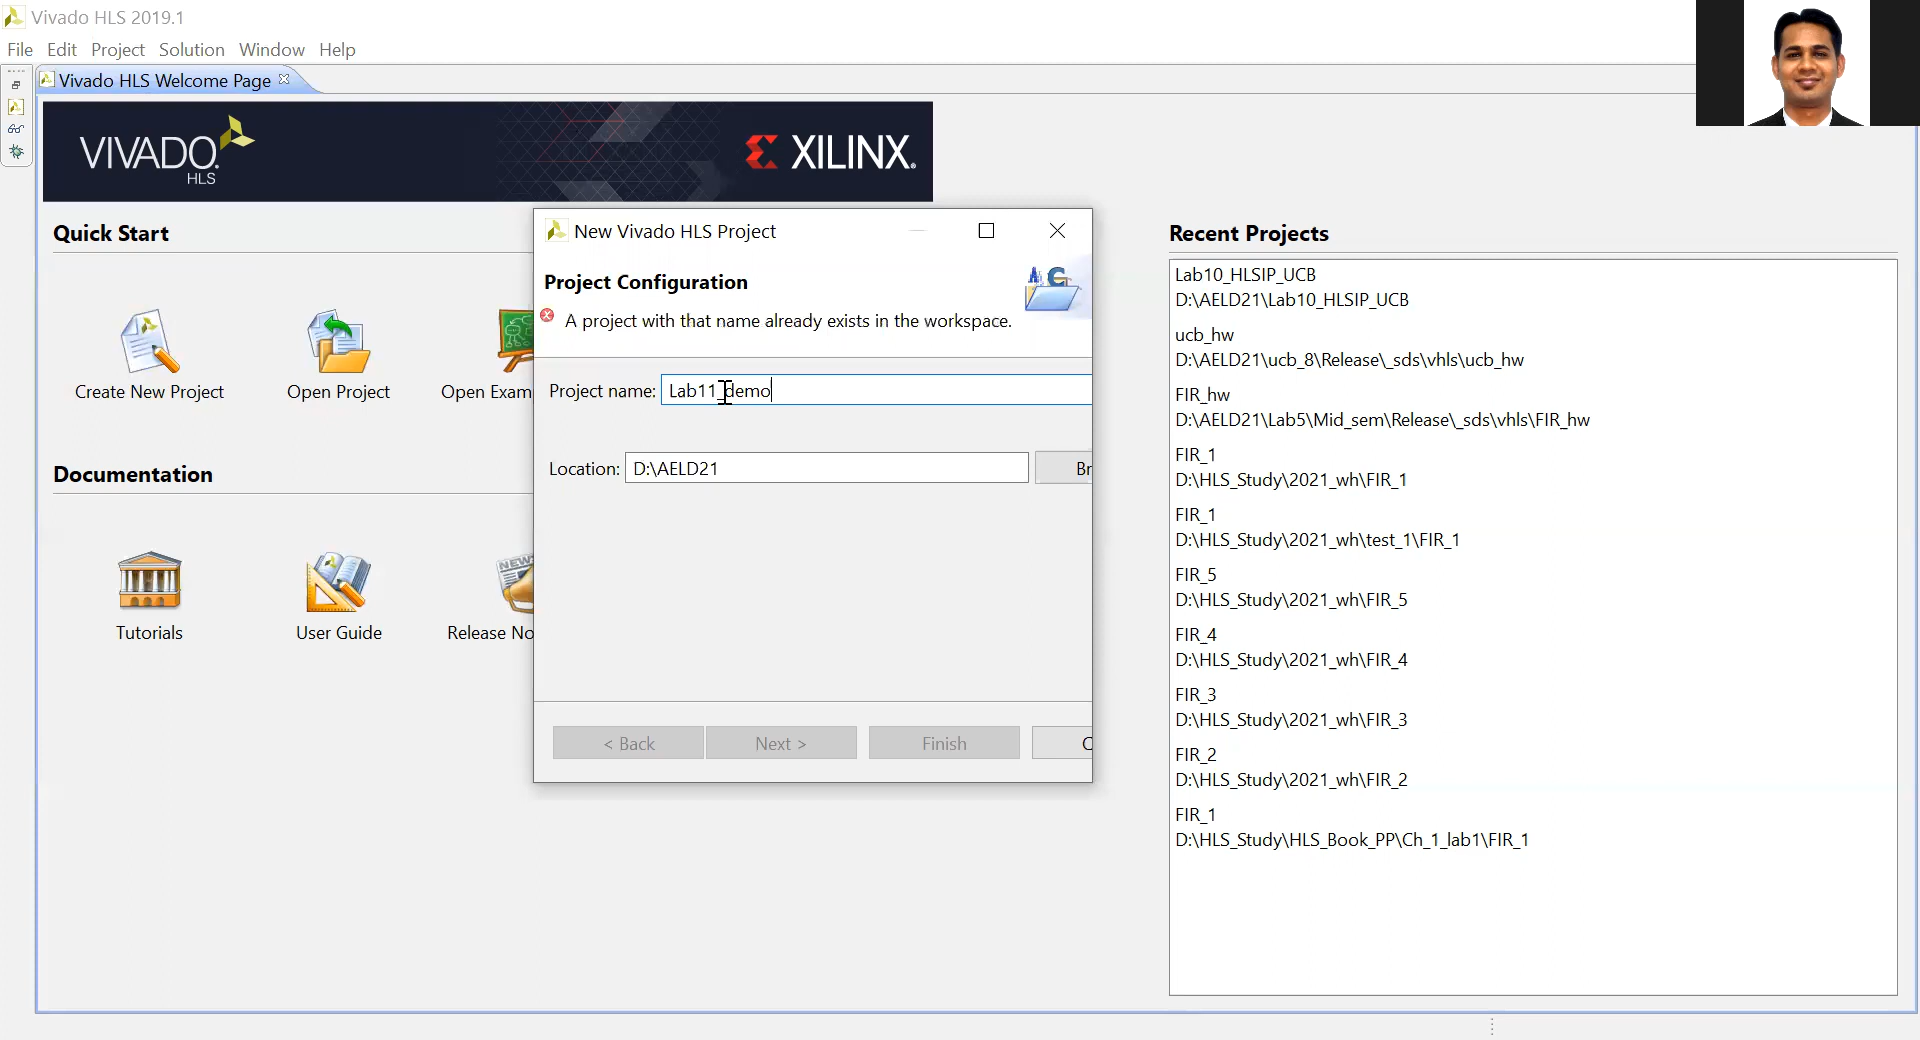 Vivado HLS 2019.1
File Edit Project Solution Window Help
Vivado HLS Welcome Page
VIVADO
HLS
XILINX
Quick Start
Create New Project
Open Project
Open Exam
Documentation
Tutorials
User Guide
Release No
New Vivado HLS Project
Project Configuration
A project with that name already exists in the workspace.
Project name: Lab11_demo
Location: D:\AELD21
Br
< Back Next > Finish C
Recent Projects
Lab10_HLSIP_UCB
D:\AELD21\Lab10_HLSIP_UCB
ucb_hw
D:\AELD21\ucb_8\Release\_sds\vhls\ucb_hw
FIR_hw
D:\AELD21\Lab5\Mid_sem\Release\_sds\vhls\FIR_hw
FIR_1
D:\HLS_Study\2021_wh\FIR_1
FIR_1
D:\HLS_Study\2021_wh\test_1\FIR_1
FIR_5
D:\HLS_Study\2021_wh\FIR_5
FIR_4
D:\HLS_Study\2021_wh\FIR_4
FIR_3
D:\HLS_Study\2021_wh\FIR_3
FIR_2
D:\HLS_Study\2021_wh\FIR_2
FIR_1
D:\HLS_Study\HLS_Book_PP\Ch_1_lab1\FIR_1